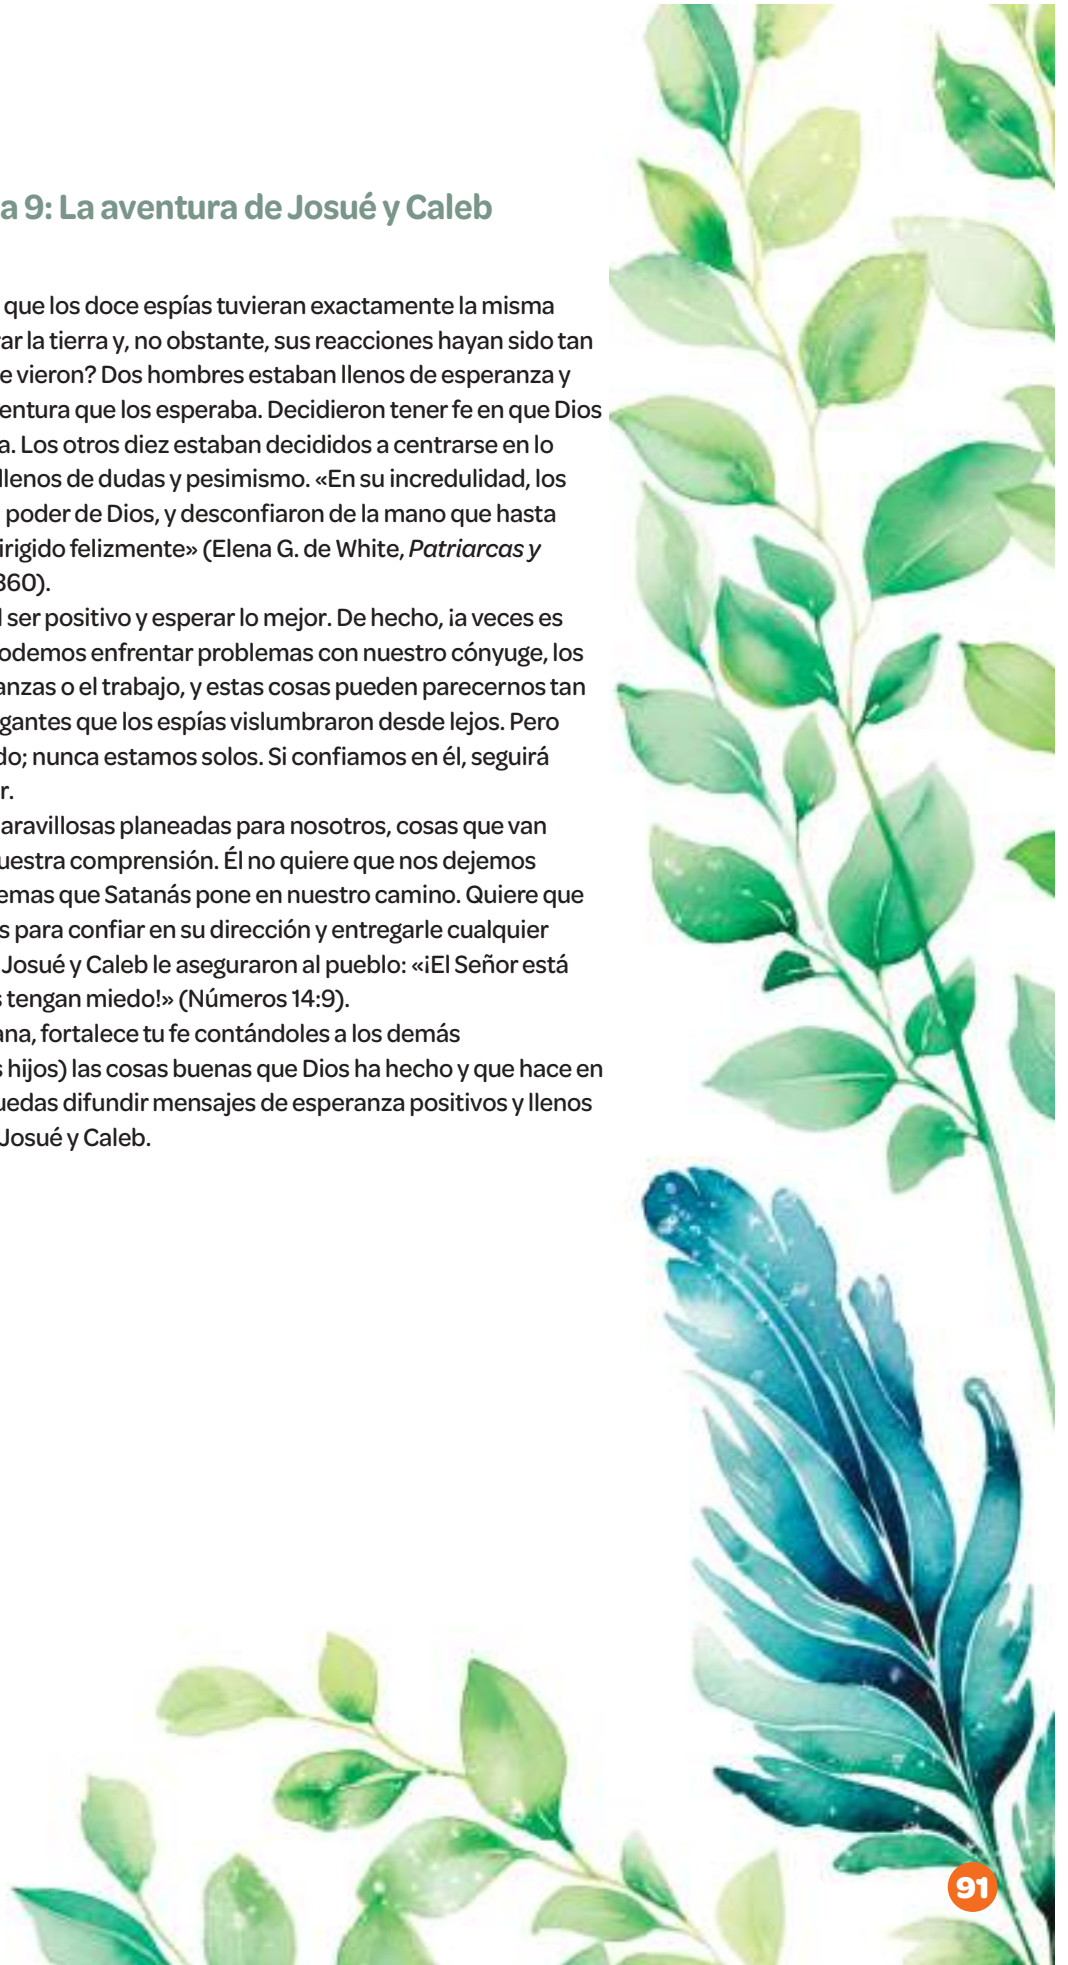 a 9: La aventura de Josué y Caleb
que los doce espías tuvieran exactamente la misma
ar la tierra y, no obstante, sus reacciones hayan sido tan
e vieron? Dos hombres estaban llenos de esperanza y
entura que los esperaba. Decidieron tener fe en que Dios
a. Los otros diez estaban decididos a centrarse en lo
llenos de dudas y pesimismo. «En su incredulidad, los
poder de Dios, y desconfiaron de la mano que hasta
irigido felizmente» (Elena G. de White, Patriarcas y
360).
l ser positivo y esperar lo mejor. De hecho, ¡a veces es
odemos enfrentar problemas con nuestro cónyuge, los
anzas o el trabajo, y estas cosas pueden parecernos tan
gantes que los espías vislumbraron desde lejos. Pero
do; nunca estamos solos. Si confiamos en él, seguirá
r.
aravillosas planeadas para nosotros, cosas que van
uestra comprensión. Él no quiere que nos dejemos
emas que Satanás pone en nuestro camino. Quiere que
s para confiar en su dirección y entregarle cualquier
Josué y Caleb le aseguraron al pueblo: «¡El Señor está
s tengan miedo!» (Números 14:9).
ana, fortalece tu fe contándoles a los demás
s hijos) las cosas buenas que Dios ha hecho y que hace en
uedas difundir mensajes de esperanza positivos y llenos
Josué y Caleb.
91